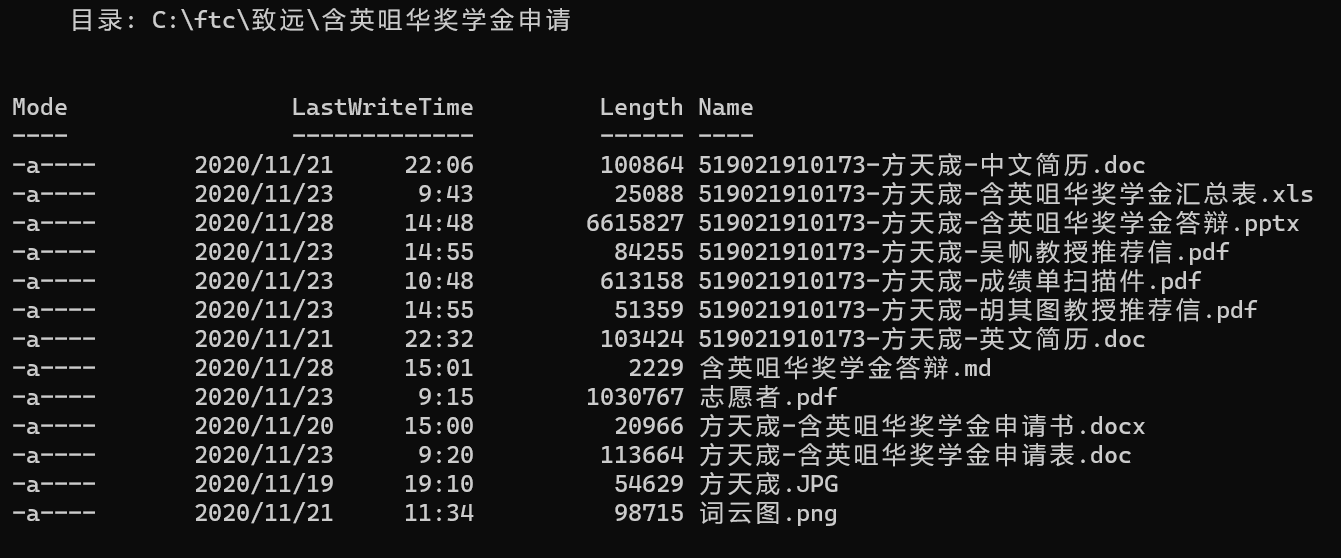 目录: C:\ftc\致远\含英咀华奖学金申请
Mode                LastWriteTime         Length Name
----                -------------         ------ ----
-a----       2020/11/21     22:06         100864 519021910173-方天宬-中文简历.doc
-a----       2020/11/23      9:43          25088 519021910173-方天宬-含英咀华奖学金汇总表.xls
-a----       2020/11/28     14:48        6615827 519021910173-方天宬-含英咀华奖学金答辩.pptx
-a----       2020/11/23     14:55          84255 519021910173-方天宬-吴帆教授推荐信.pdf
-a----       2020/11/23     10:48         613158 519021910173-方天宬-成绩单扫描件.pdf
-a----       2020/11/23     14:55          51359 519021910173-方天宬-胡其图教授推荐信.pdf
-a----       2020/11/21     22:32         103424 519021910173-方天宬-英文简历.doc
-a----       2020/11/28     15:01           2229 含英咀华奖学金答辩.md
-a----       2020/11/23      9:15        1030767 志愿者.pdf
-a----       2020/11/20     15:00          20966 方天宬-含英咀华奖学金申请书.docx
-a----       2020/11/23      9:20         113664 方天宬-含英咀华奖学金申请表.doc
-a----       2020/11/19     19:10          54629 方天宬.JPG
-a----       2020/11/21     11:34          98715 词云图.png